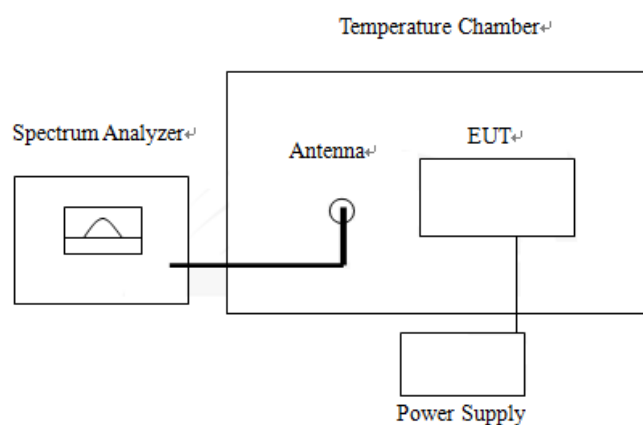 Temperature Chamber↵
Spectrum Analyzer↵
Antenna↵
EUT↵
Power Supply